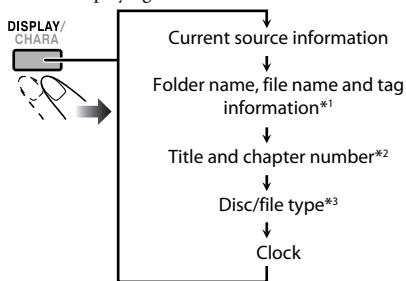 DISPLAY/
CHARA
Current source information
Folder name, file name and tag
information*1
Title and chapter number*2
Disc/file type*3
Clock